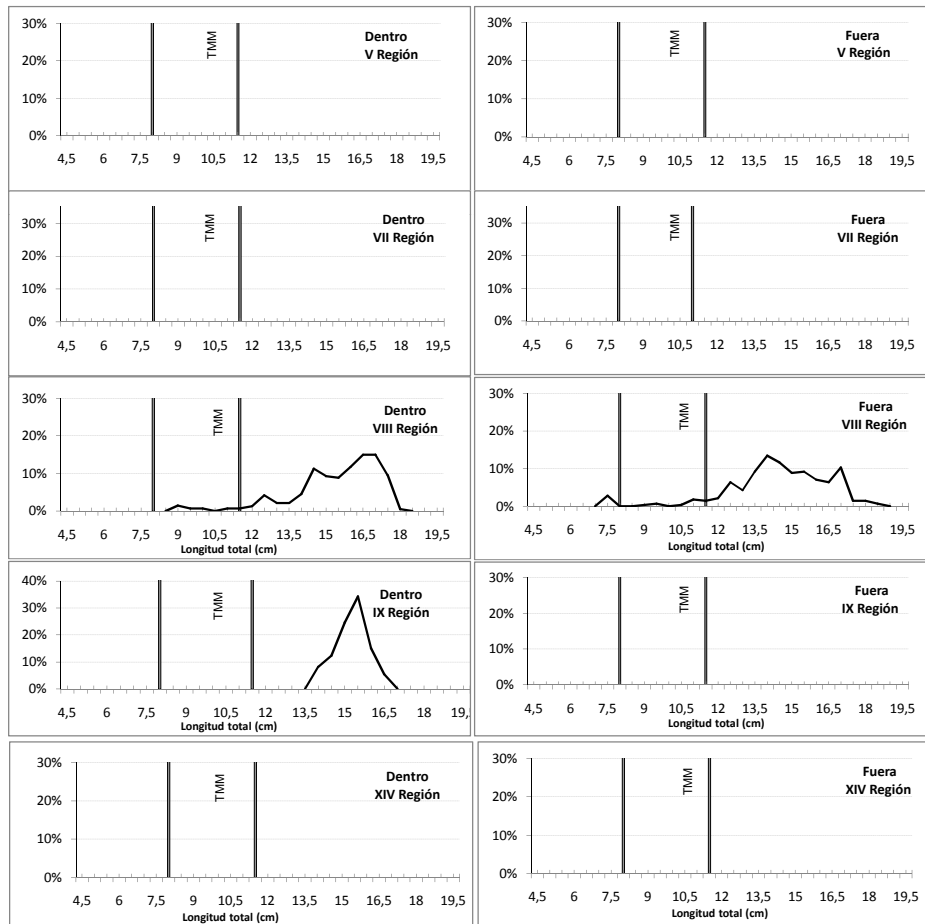 30%
20%
10%
0%
TMM
Dentro
V Región
4,5 6 7,5 9 10,5 12 13,5 15 16,5 18 19,5
30%
20%
10%
0%
TMM
Fuera
V Región
4,5 6 7,5 9 10,5 12 13,5 15 16,5 18 19,5
30%
20%
10%
0%
TMM
Dentro
VII Región
4,5 6 7,5 9 10,5 12 13,5 15 16,5 18 19,5
30%
20%
10%
0%
TMM
Fuera
VII Región
4,5 6 7,5 9 10,5 12 13,5 15 16,5 18 19,5
30%
20%
10%
0%
TMM
Dentro
VIII Región
4,5 6 7,5 9 10,5 12 13,5 15 16,5 18 19,5
Longitud total (cm)
30%
20%
10%
0%
TMM
Fuera
VIII Región
4,5 6 7,5 9 10,5 12 13,5 15 16,5 18 19,5
Longitud total (cm)
40%
30%
20%
10%
0%
TMM
Dentro
IX Región
4,5 6 7,5 9 10,5 12 13,5 15 16,5 18 19,5
Longitud total (cm)
30%
20%
10%
0%
TMM
Fuera
IX Región
4,5 6 7,5 9 10,5 12 13,5 15 16,5 18 19,5
Longitud total (cm)
30%
20%
10%
0%
TMM
Dentro
XIV Región
4,5 6 7,5 9 10,5 12 13,5 15 16,5 18 19,5
Longitud total (cm)
30%
20%
10%
0%
TMM
Fuera
XIV Región
4,5 6 7,5 9 10,5 12 13,5 15 16,5 18 19,5
Longitud total (cm)